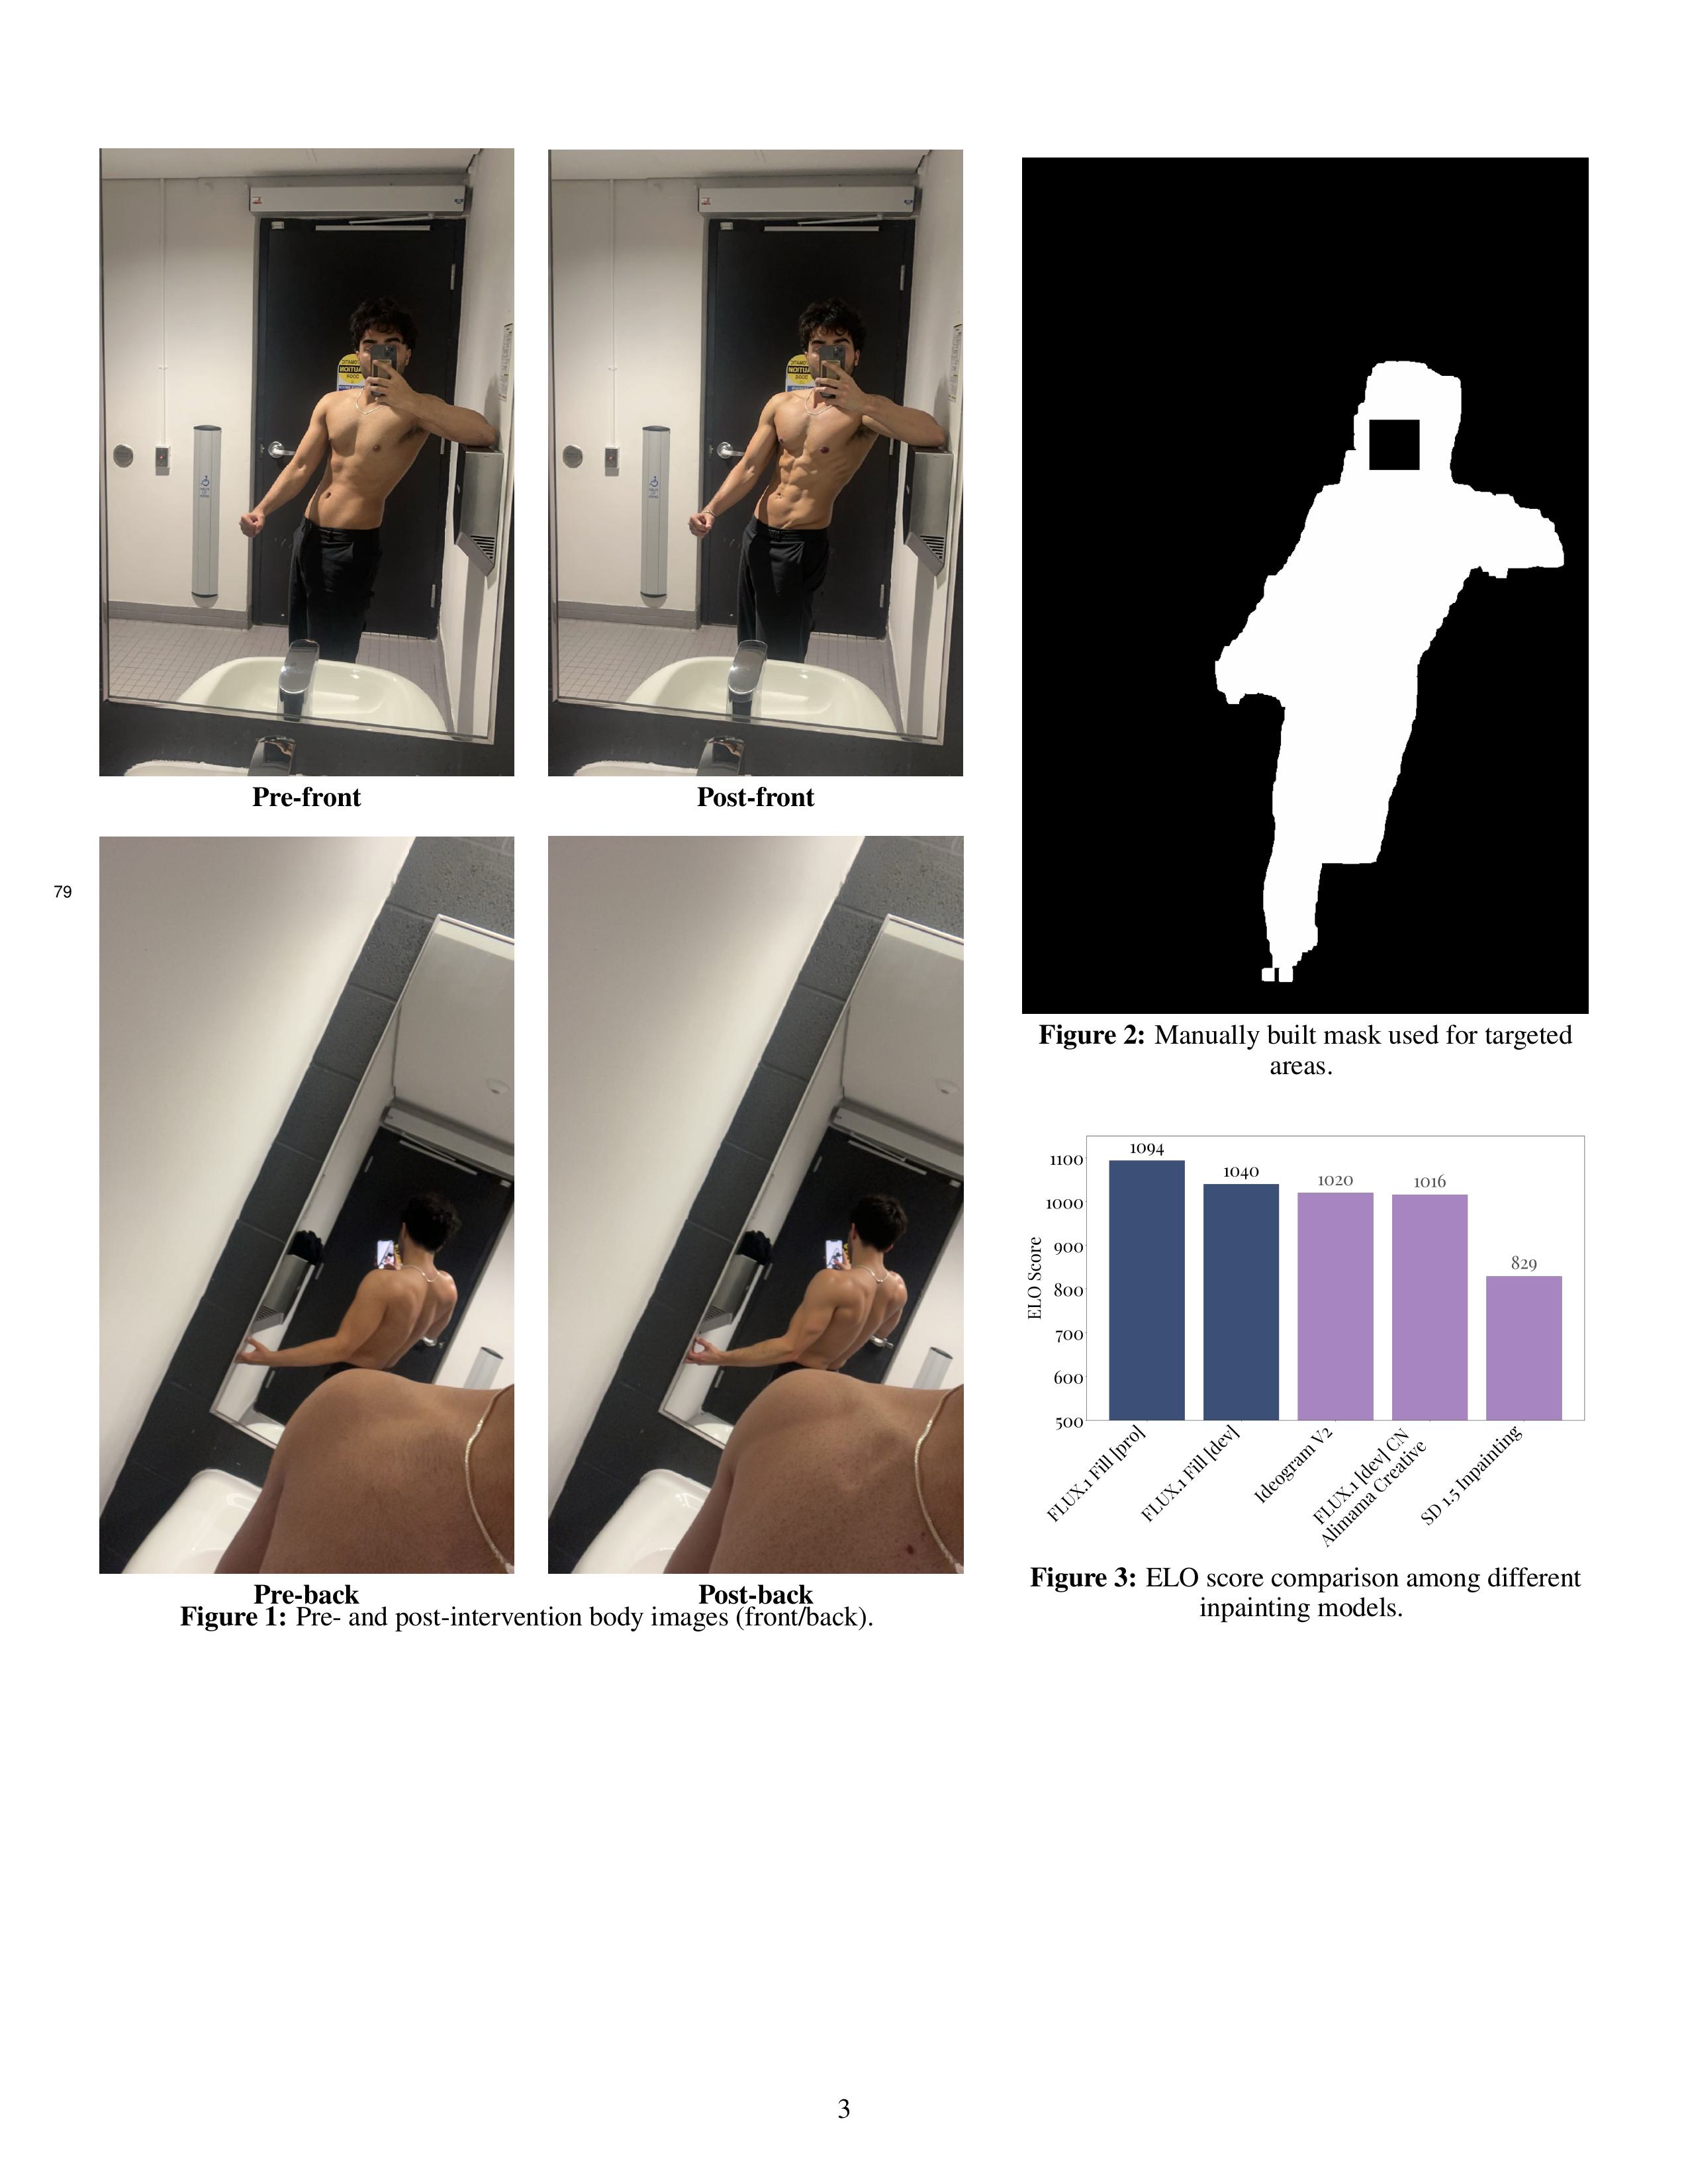 Pre-front
Post-front
79
Pre-back
Post-back
Figure 1: Pre- and post-intervention body images (front/back).
Figure 2: Manually built mask used for targeted
areas.
ELO Score
1100
1000
900
800
700
600
500
1094
1040
1020
1016
829
FLUX.1 Fill [pro]
FLUX.1 Fill [dev]
Ideogram V2
FLUX.1 [dev] CN
Alimama Creative
SD 1.5 Inpainting
Figure 3: ELO score comparison among different
inpainting models.
3